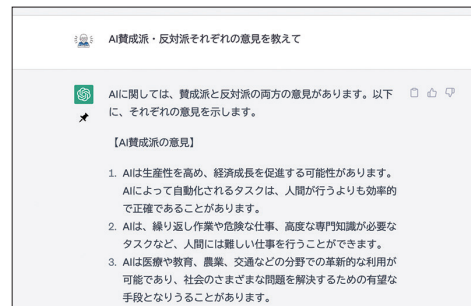 AI賛成派・反対派それぞれの意見を教えて
AIに関しては、賛成派と反対派の両方の意見があります。以下
に、それぞれの意見を示します。
【AI賛成派の意見】
1. AIは生産性を高め、経済成長を促進する可能性があります。
AIによって自動化されるタスクは、人間が行うよりも効率的
で正確であることがあります。
2. AIは、繰り返し作業や危険な仕事、高度な専門知識が必要な
タスクなど、人間には難しい仕事を行うことができます。
3. AIは医療や教育、農業、交通などの分野での革新的な利用が
可能であり、社会のさまざまな問題を解決するための有望な
手段となりうることがあります。